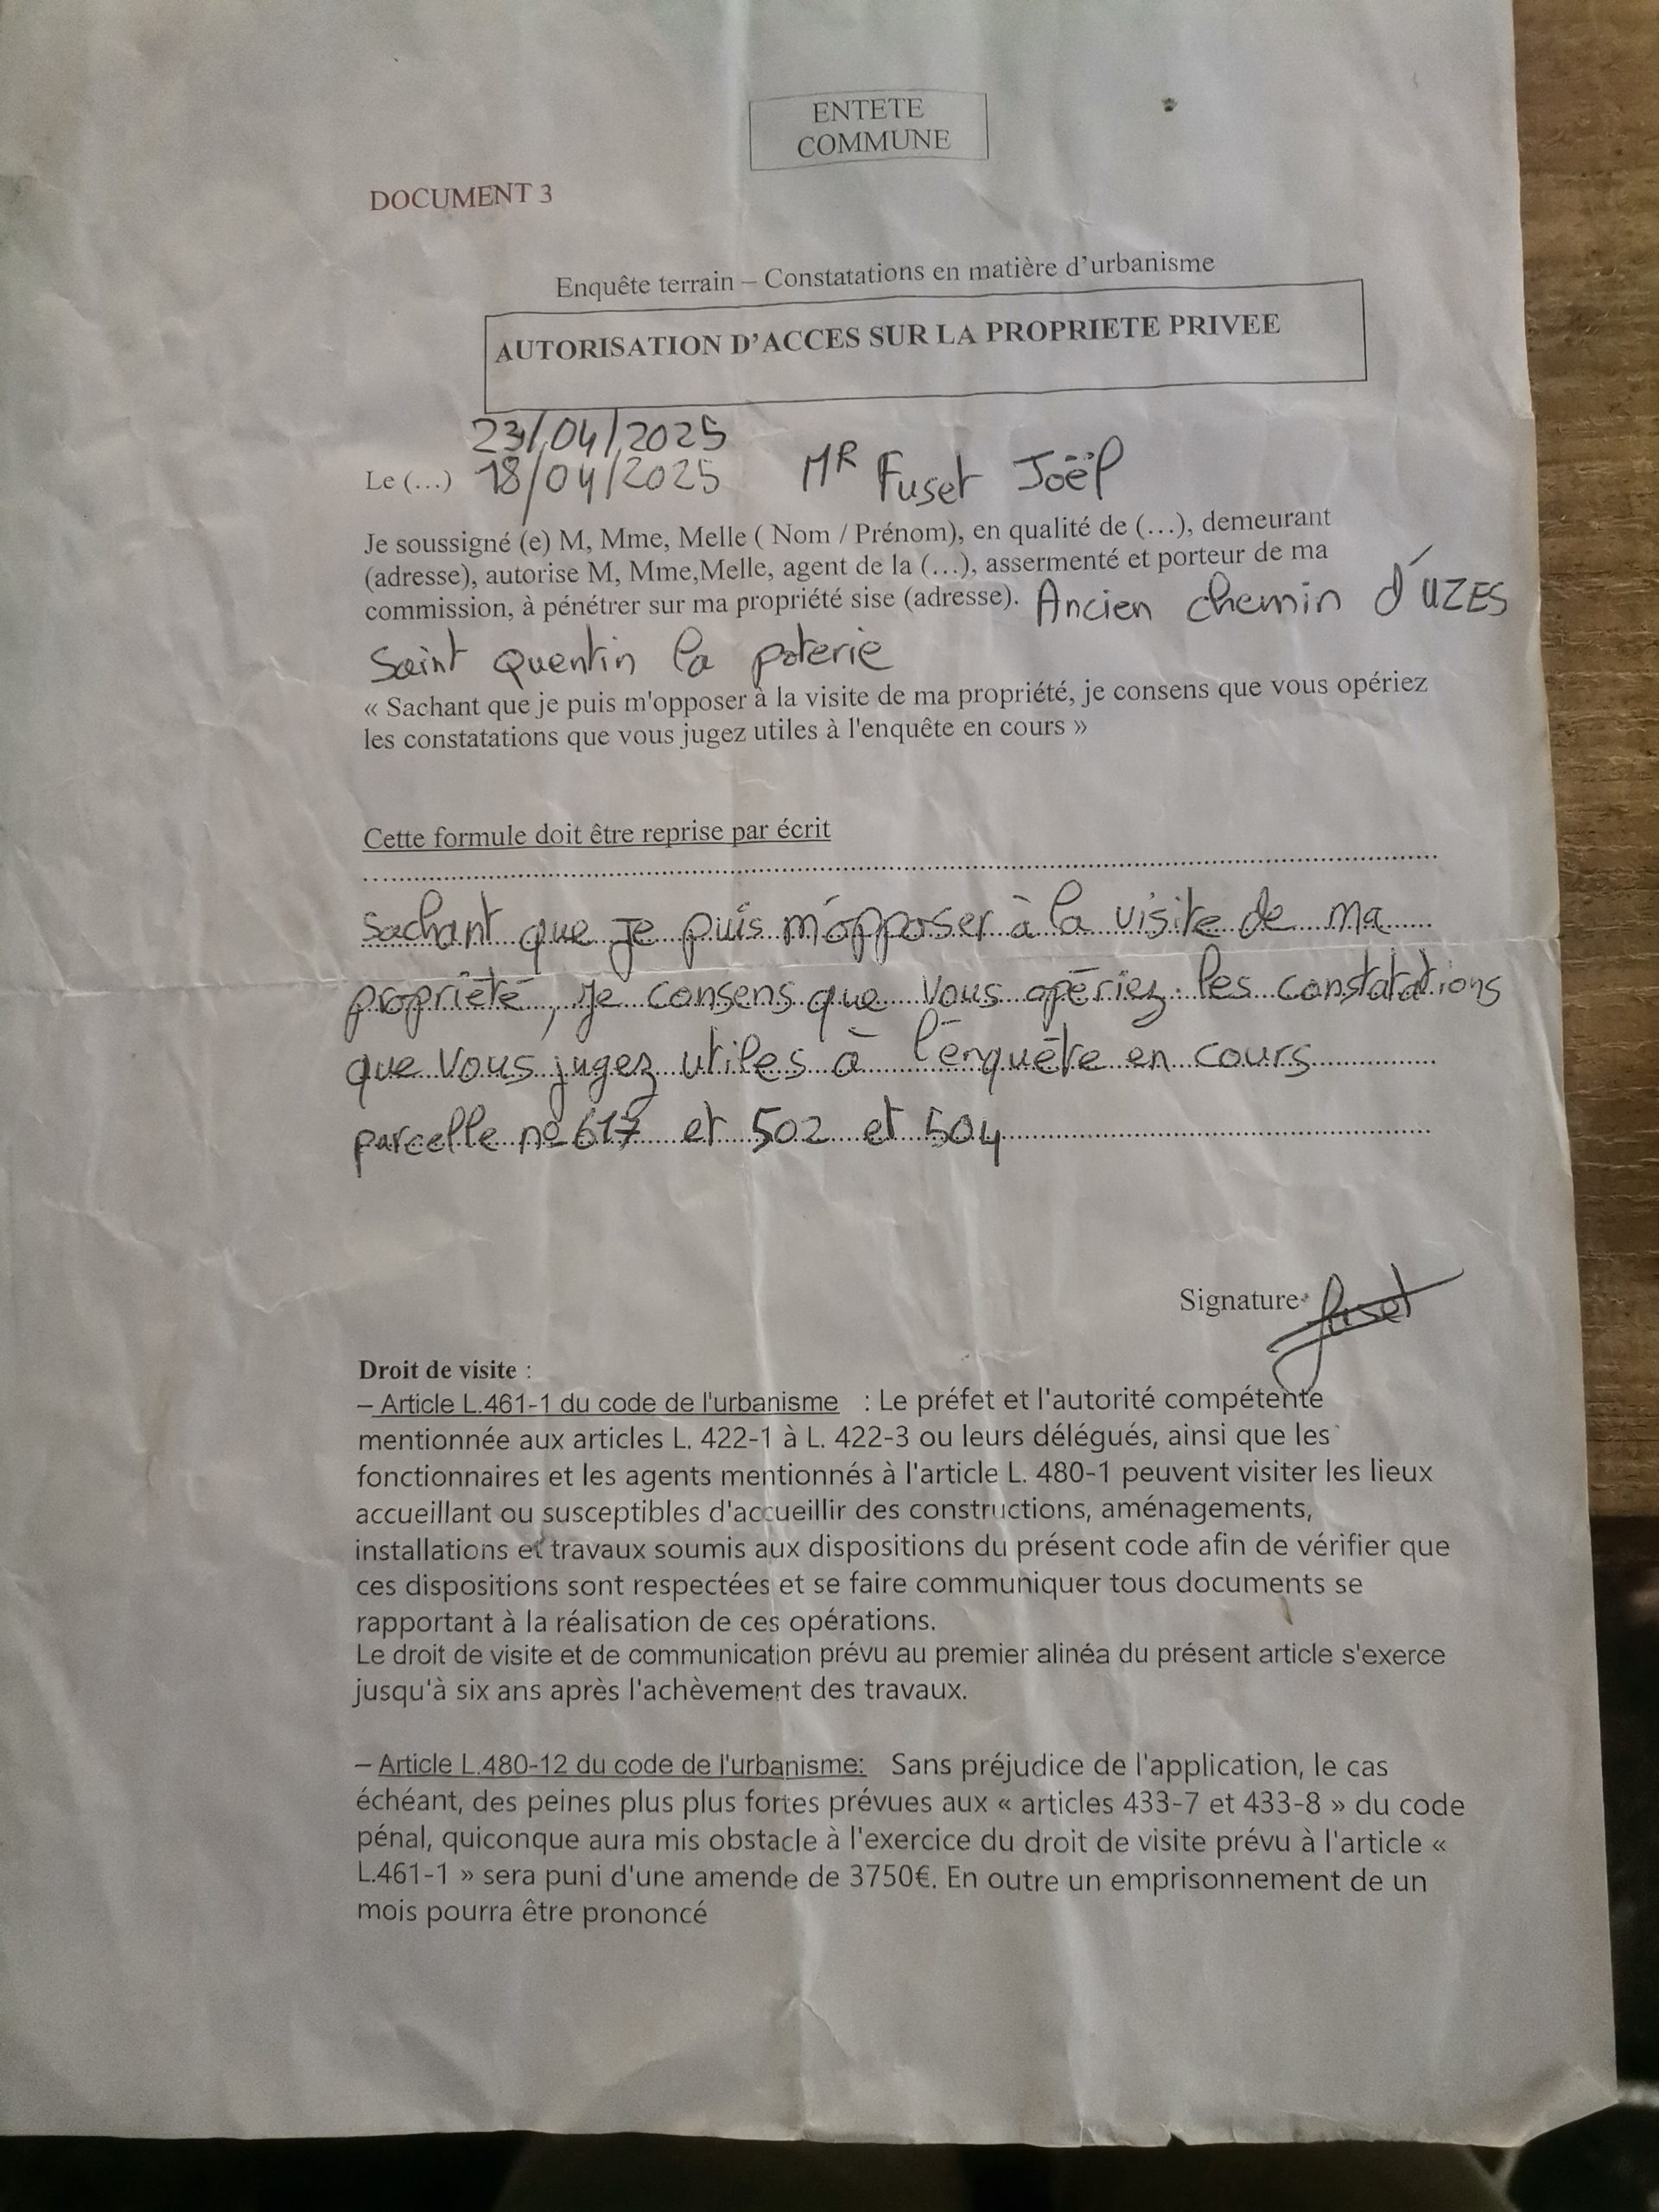 ENTETE
COMMUNE
DOCUMENT 3
Enquête terrain – Constatations en matière d'urbanisme
AUTORISATION D'ACCES SUR LA PROPRIETE PRIVEE
23/04/2025
Le (...) 18/04/2025 MR Fuset Joël
Je soussigné (e) M, Mme, Melle ( Nom / Prénom), en qualité de (...), demeurant
(adresse), autorise M, Mme,Melle, agent de la (...), assermenté et porteur de ma
commission, à pénétrer sur ma propriété sise (adresse). Ancien chemin d'UZES
Saint Quentin la poterie
« Sachant que je puis m'opposer à la visite de ma propriété, je consens que vous opériez
les constatations que vous jugez utiles à l'enquête en cours »
Cette formule doit être reprise par écrit
Sachant que je puis m'opposer à la visite de ma
propriété, je consens que vous opériez les constatations
que vous jugez utiles à l'enquête en cours
parcelle nº 617 et 502 et 504
Signature Fuset
Droit de visite :
– Article L.461-1 du code de l'urbanisme : Le préfet et l'autorité compétente
mentionnée aux articles L. 422-1 à L. 422-3 ou leurs délégués, ainsi que les
fonctionnaires et les agents mentionnés à l'article L. 480-1 peuvent visiter les lieux
accueillant ou susceptibles d'accueillir des constructions, aménagements,
installations et travaux soumis aux dispositions du présent code afin de vérifier que
ces dispositions sont respectées et se faire communiquer tous documents se
rapportant à la réalisation de ces opérations.
Le droit de visite et de communication prévu au premier alinéa du présent article s'exerce
jusqu'à six ans après l'achèvement des travaux.
– Article L.480-12 du code de l'urbanisme: Sans préjudice de l'application, le cas
échéant, des peines plus plus fortes prévues aux « articles 433-7 et 433-8 » du code
pénal, quiconque aura mis obstacle à l'exercice du droit de visite prévu à l'article «
L.461-1 » sera puni d'une amende de 3750€. En outre un emprisonnement de un
mois pourra être prononcé